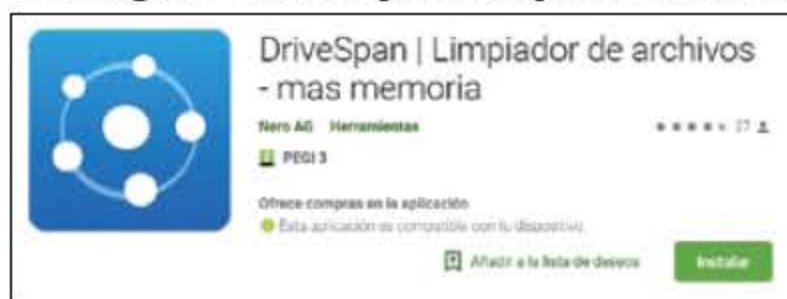 DriveSpan | Limpiador de archivos
- mas memoria
Nero AG Herramientas
PEGI 3
Ofrece compras en la aplicación
Esta aplicación es compatible con tu dispositivo.
Añadir a la lista de deseos
Instalar